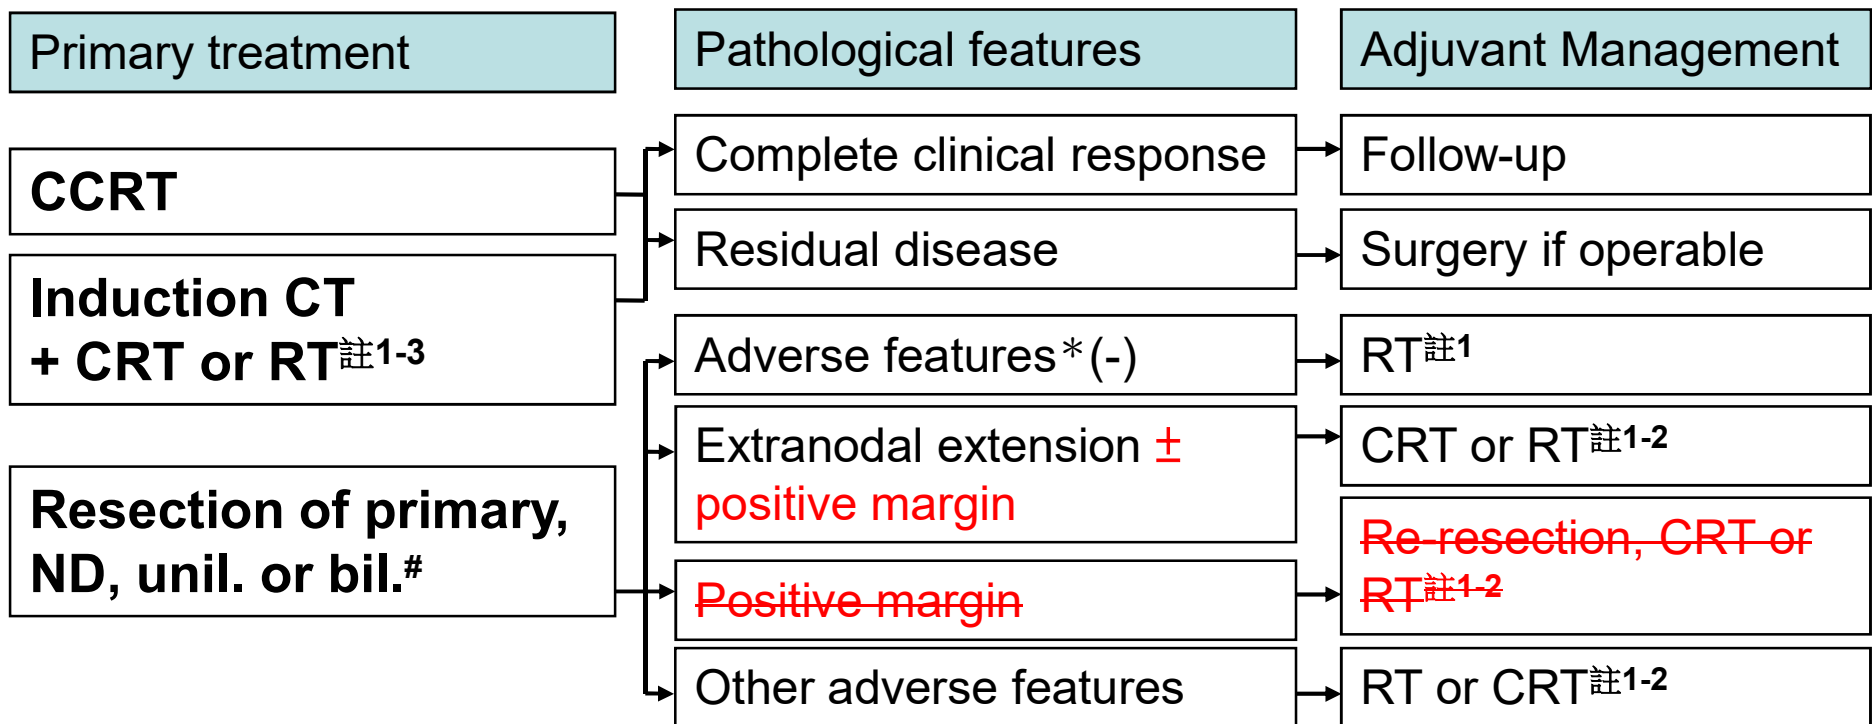 Primary treatment
Pathological features
Adjuvant Management
CCRT
Complete clinical response
Follow-up
Residual disease
Surgery if operable
Induction CT
+ CRT or RT註1-3
Adverse features*(-)
RT註1
Extranodal extension ±
positive margin
CRT or RT註1-2
Resection of primary,
ND, unil. or bil.#
Positive margin
Re-resection, CRT or
RT註1-2
Other adverse features
RT or CRT註1-2